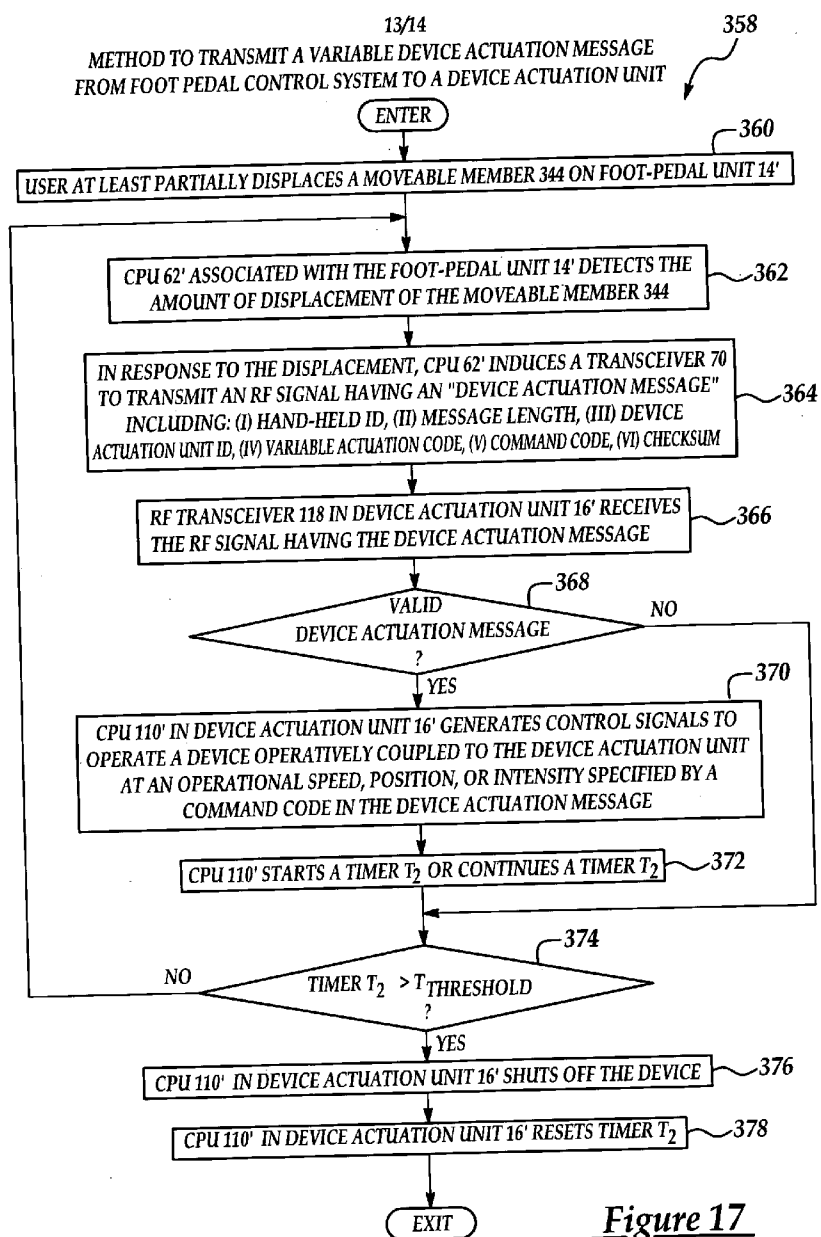 13/14
METHOD TO TRANSMIT A VARIABLE DEVICE ACTUATION MESSAGE
FROM FOOT PEDAL CONTROL SYSTEM TO A DEVICE ACTUATION UNIT
358
ENTER
360
USER AT LEAST PARTIALLY DISPLACES A MOVEABLE MEMBER 344 ON FOOT-PEDAL UNIT 14'
CPU 62' ASSOCIATED WITH THE FOOT-PEDAL UNIT 14' DETECTS THE
AMOUNT OF DISPLACEMENT OF THE MOVEABLE MEMBER 344
362
IN RESPONSE TO THE DISPLACEMENT, CPU 62' INDUCES A TRANSCEIVER 70
TO TRANSMIT AN RF SIGNAL HAVING AN "DEVICE ACTUATION MESSAGE"
INCLUDING: (I) HAND-HELD ID, (II) MESSAGE LENGTH, (III) DEVICE
ACTUATION UNIT ID, (IV) VARIABLE ACTUATION CODE, (V) COMMAND CODE, (VI) CHECKSUM
364
RF TRANSCEIVER 118 IN DEVICE ACTUATION UNIT 16' RECEIVES
THE RF SIGNAL HAVING THE DEVICE ACTUATION MESSAGE
366
368
VALID
DEVICE ACTUATION MESSAGE
?
NO
YES
370
CPU 110' IN DEVICE ACTUATION UNIT 16' GENERATES CONTROL SIGNALS TO
OPERATE A DEVICE OPERATIVELY COUPLED TO THE DEVICE ACTUATION UNIT
AT AN OPERATIONAL SPEED, POSITION, OR INTENSITY SPECIFIED BY A
COMMAND CODE IN THE DEVICE ACTUATION MESSAGE
CPU 110' STARTS A TIMER T2 OR CONTINUES A TIMER T2
372
374
NO
TIMER T2 > TTHRESHOLD
?
YES
CPU 110' IN DEVICE ACTUATION UNIT 16' SHUTS OFF THE DEVICE
376
CPU 110' IN DEVICE ACTUATION UNIT 16' RESETS TIMER T2
378
EXIT
Figure 17